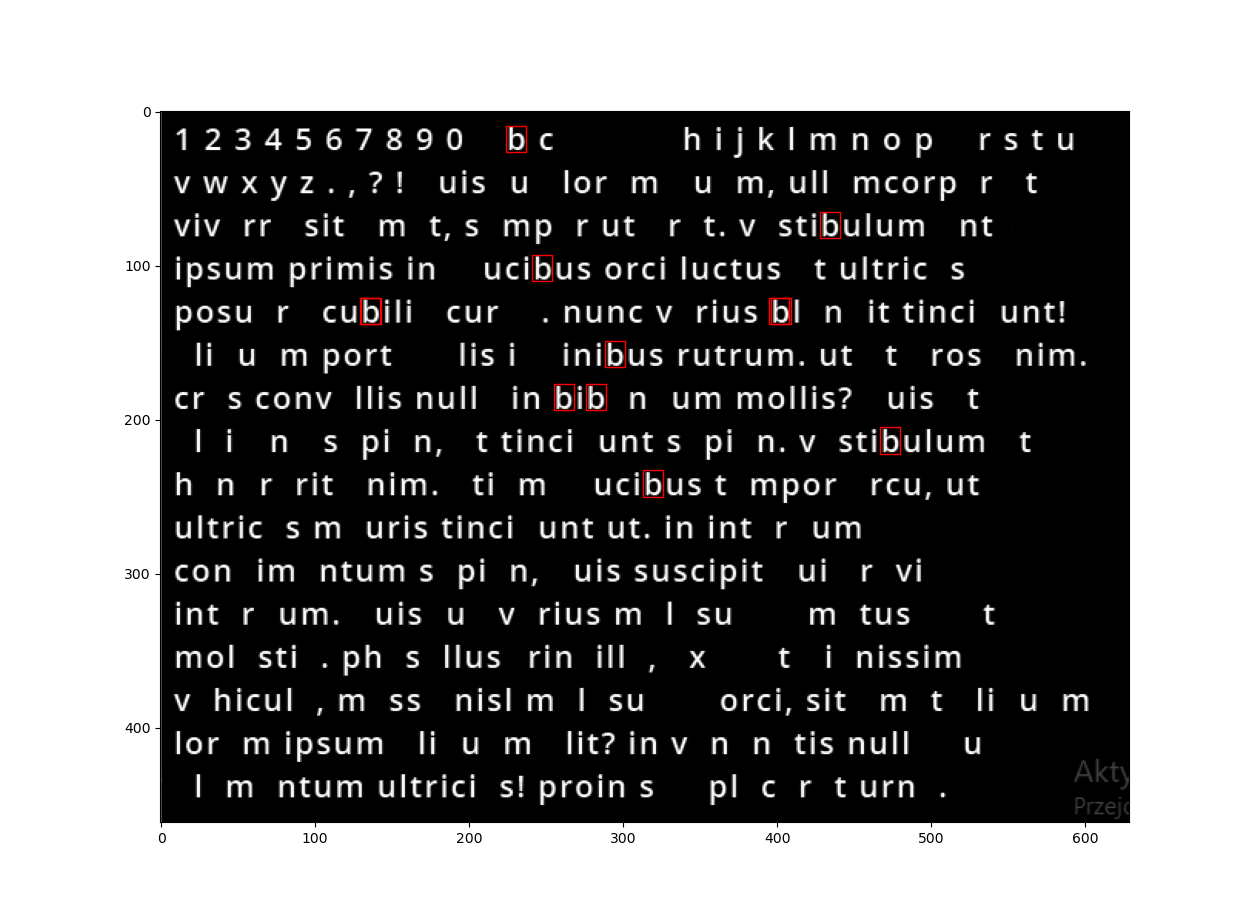 0
1 2 3 4 5 6 7 8 9 0 b c h i j k l m n o p r s t u
v w x y z . , ? ! uis u lor m u m, ull mcorp r t
viv rr sit m t, s mp r ut r t. v stibulum nt
100 ipsum primis in ucibus orci luctus t ultric s
posu r cubili cur . nunc v rius bl n it tinci unt!
li u m port lis i inibus rutrum. ut t ros nim.
200 cr s conv llis null in bib n um mollis? uis t
l i n s pi n, t tinci unt s pi n. v stibulum t
h n r rit nim. ti m ucibus t mpor rcu, ut
ultric s m uris tinci unt ut. in int r um
300 con im ntum s pi n, uis suscipit ui r vi
int r um. uis u v rius m l su m tus t
mol sti . ph s llus rin ill , x t i nissim
v hicul , m ss nisl m l su orci, sit m t li u m
400 lor m ipsum li u m lit? in v n n tis null u
l m ntum ultrici s! proin s pl c r t urn .
Akty
Przejd
0 100 200 300 400 500 600